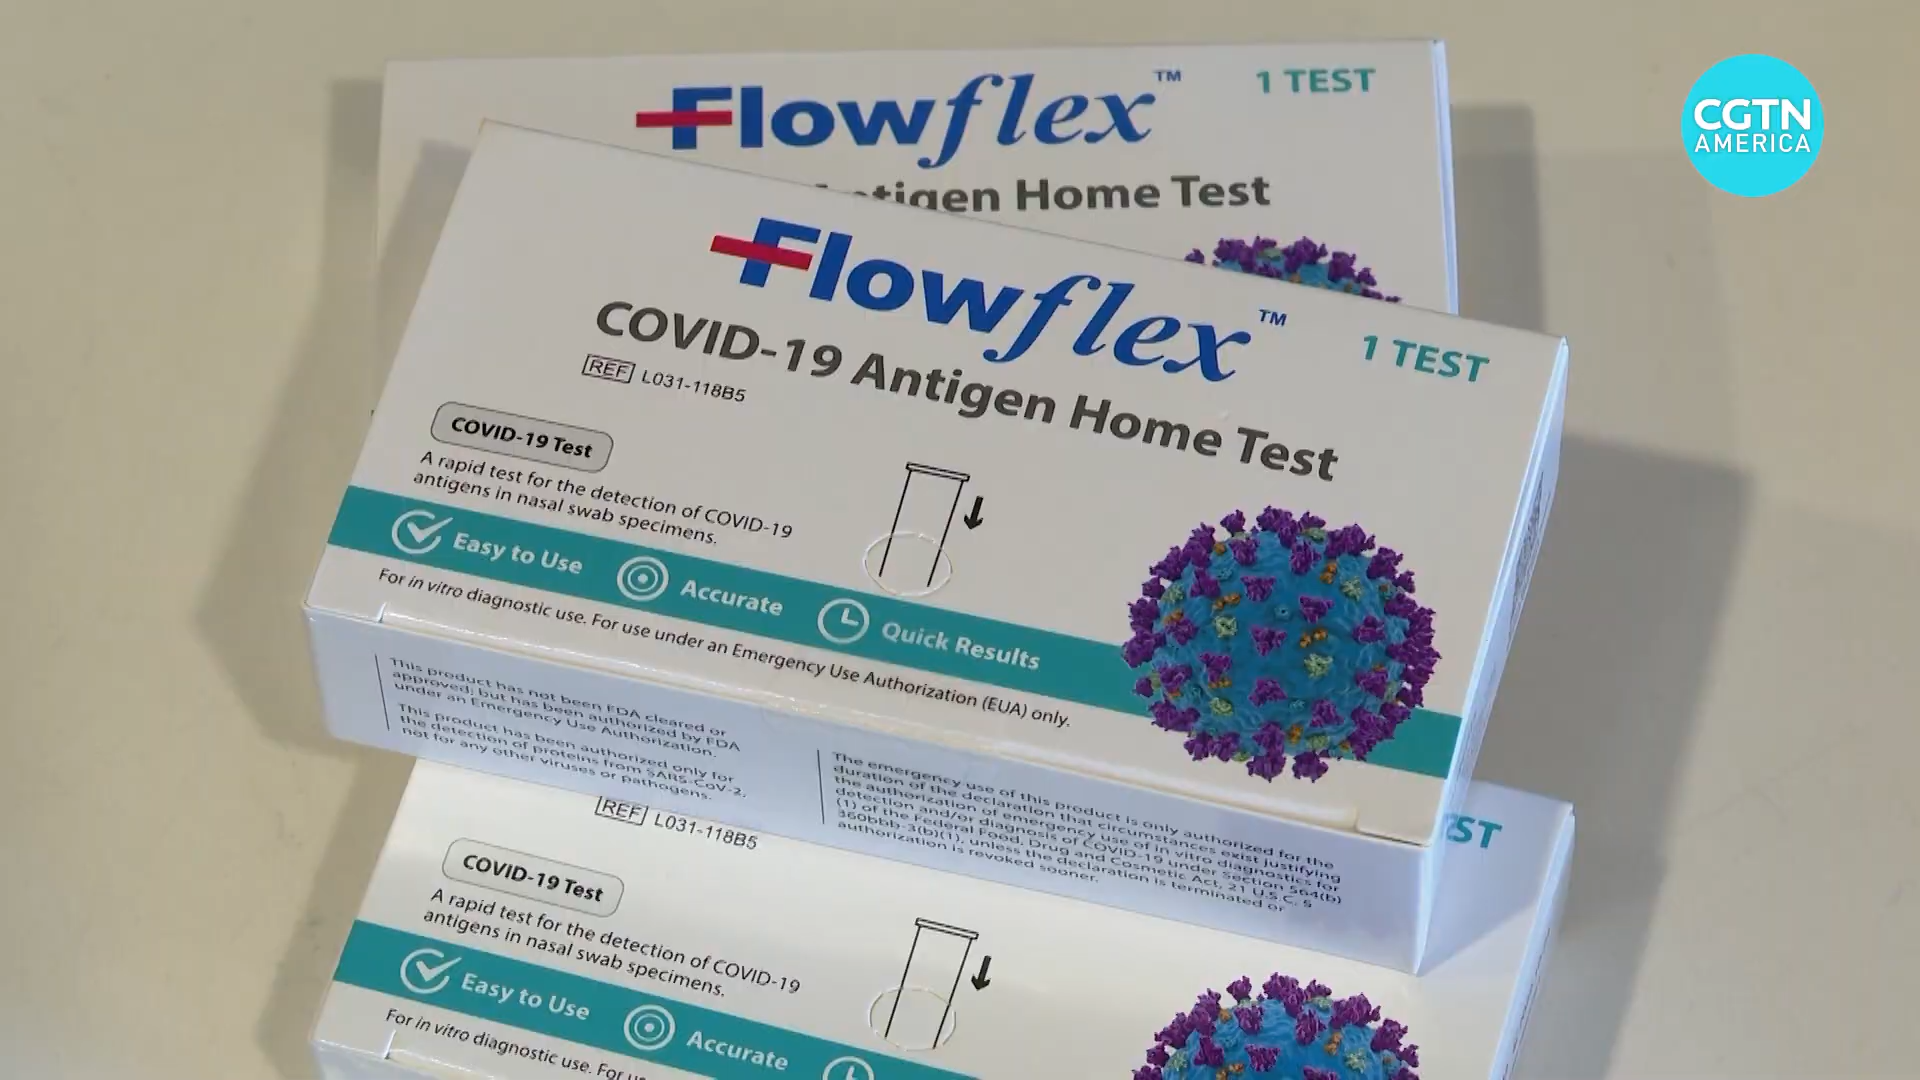 Flowflex™
1 TEST
Antigen Home Test
CGTN
AMERICA
Flowflex™
1 TEST
COVID-19 Antigen Home Test
REF L031-118B5
COVID-19 Test
A rapid test for the detection of COVID-19
antigens in nasal swab specimens.
Easy to Use
Accurate
Quick Results
For in vitro diagnostic use. For use under an Emergency Use Authorization (EUA) only.
This product has not been FDA cleared or
approved; but has been authorized by FDA
under an Emergency Use Authorization.
This product has been authorized only for
the detection of proteins from SARS-CoV-2,
not for any other viruses or pathogens.
The emergency use of this product is only authorized for the
duration of the declaration that circumstances exist justifying
the authorization of emergency use of in vitro diagnostics for
detection and/or diagnosis of COVID-19 under Section 564(b)
(1) of the Federal Food, Drug and Cosmetic Act, 21 U.S.C. §
360bbb-3(b)(1), unless the declaration is terminated or
authorization is revoked sooner.
REF L031-118B5
COVID-19 Test
A rapid test for the detection of COVID-19
antigens in nasal swab specimens.
Easy to Use
Accurate
For in vitro diagnostic use. For